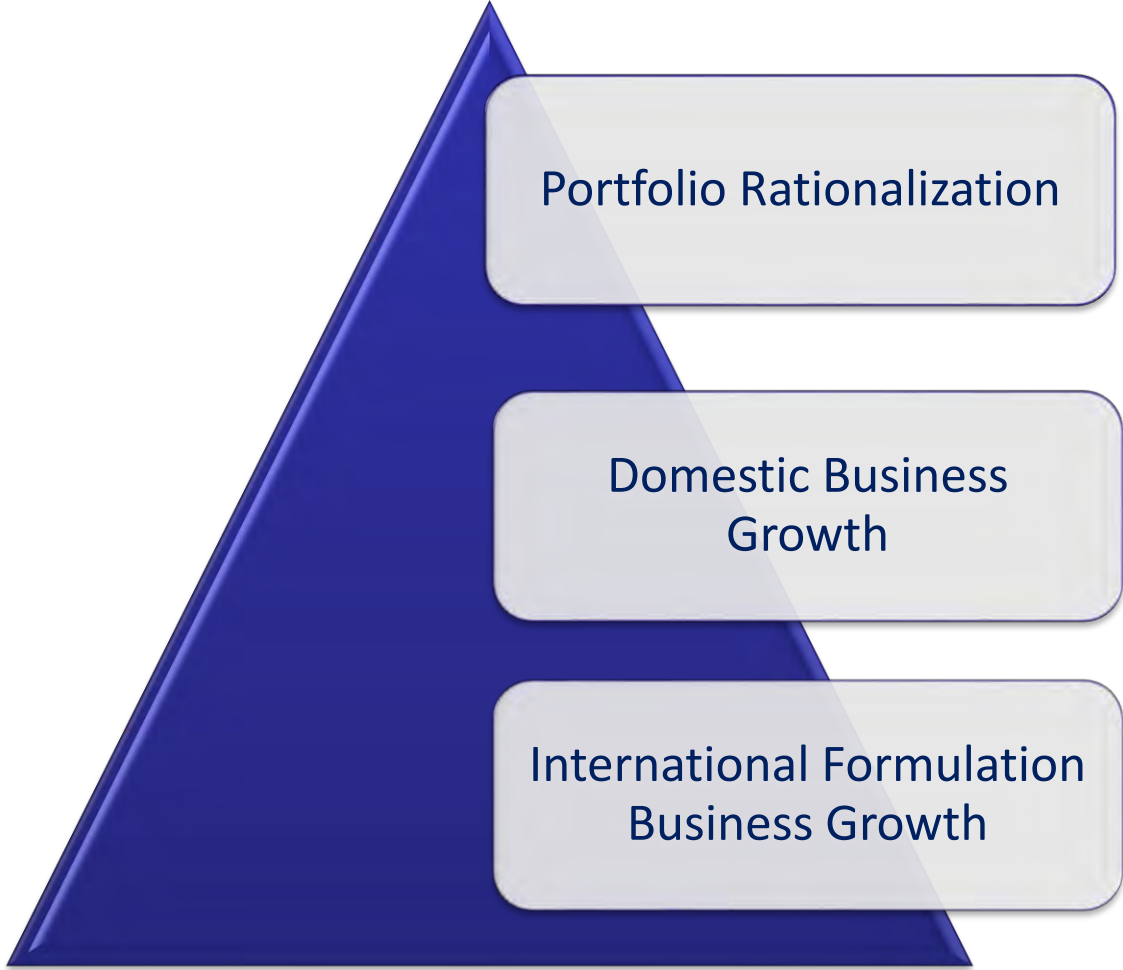 Portfolio Rationalization
Domestic Business
Growth
International Formulation
Business Growth